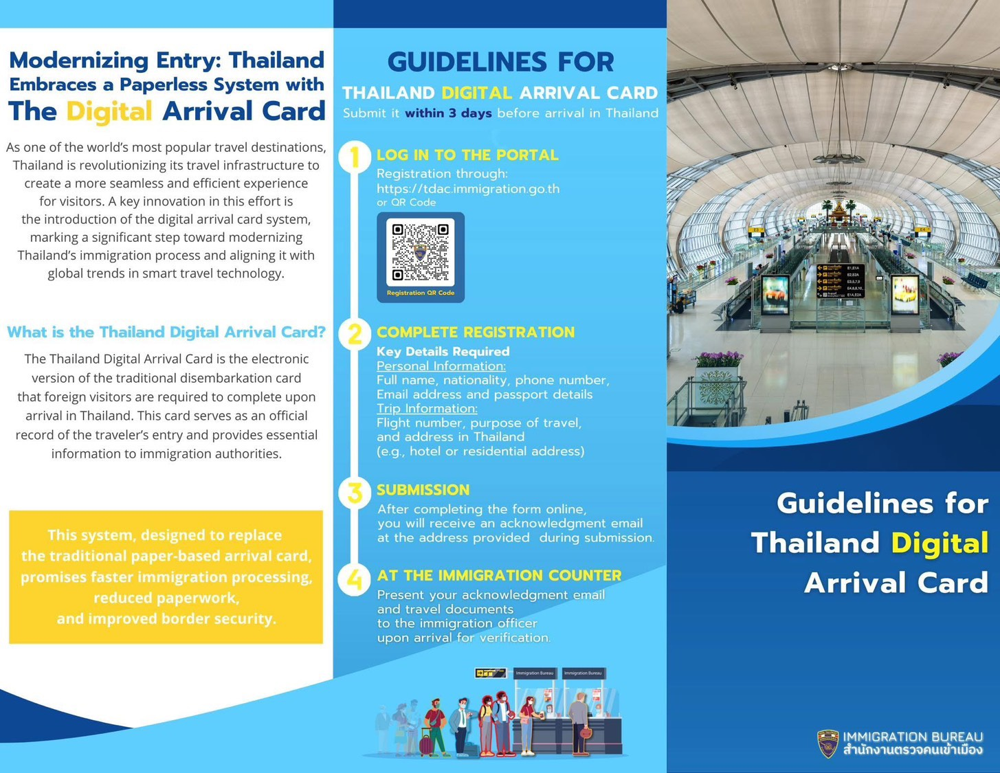 Modernizing Entry: Thailand
Embraces a Paperless System with
The Digital Arrival Card
As one of the world's most popular travel destinations,
Thailand is revolutionizing its travel infrastructure to
create a more seamless and efficient experience
for visitors. A key innovation in this effort is
the introduction of the digital arrival card system,
marking a significant step toward modernizing
Thailand's immigration process and aligning it with
global trends in smart travel technology.
What is the Thailand Digital Arrival Card?
The Thailand Digital Arrival Card is the electronic
version of the traditional disembarkation card
that foreign visitors are required to complete upon
arrival in Thailand. This card serves as an official
record of the traveler's entry and provides essential
information to immigration authorities.
This system, designed to replace
the traditional paper-based arrival card,
promises faster immigration processing,
reduced paperwork,
and improved border security.
GUIDELINES FOR
THAILAND DIGITAL ARRIVAL CARD
Submit it within 3 days before arrival in Thailand
1 LOG IN TO THE PORTAL
Registration through:
https://tdac.immigration.go.th
or QR Code
Registration QR Code
2 COMPLETE REGISTRATION
Key Details Required
Personal Information:
Full name, nationality, phone number,
Email address and passport details
Trip Information:
Flight number, purpose of travel,
and address in Thailand
(e.g., hotel or residential address)
3 SUBMISSION
After completing the form online,
you will receive an acknowledgment email
at the address provided during submission.
4 AT THE IMMIGRATION COUNTER
Present your acknowledgment email
and travel documents
to the immigration officer
upon arrival for verification.
Immigration Bureau
Immigration Bureau
E1,E1A
E2,E2A
E3,5,7,9
E4,6,8,10,
E1A,E2A
Guidelines for
Thailand Digital
Arrival Card
IMMIGRATION BUREAU
สำนักงานตรวจคนเข้าเมือง